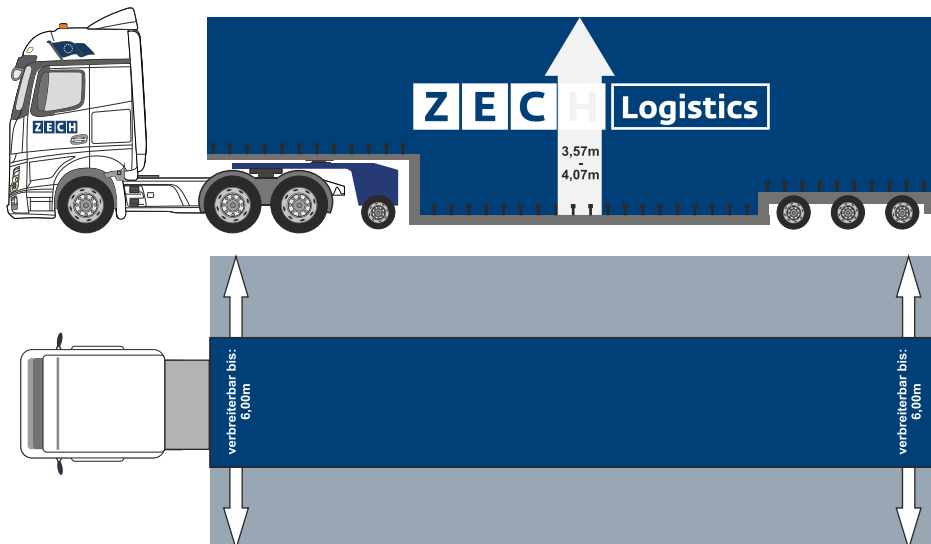 ZECH
ZECH Logistics
3,57m
-
4,07m
verbreiterbar bis:
6,00m
verbreiterbar bis:
6,00m